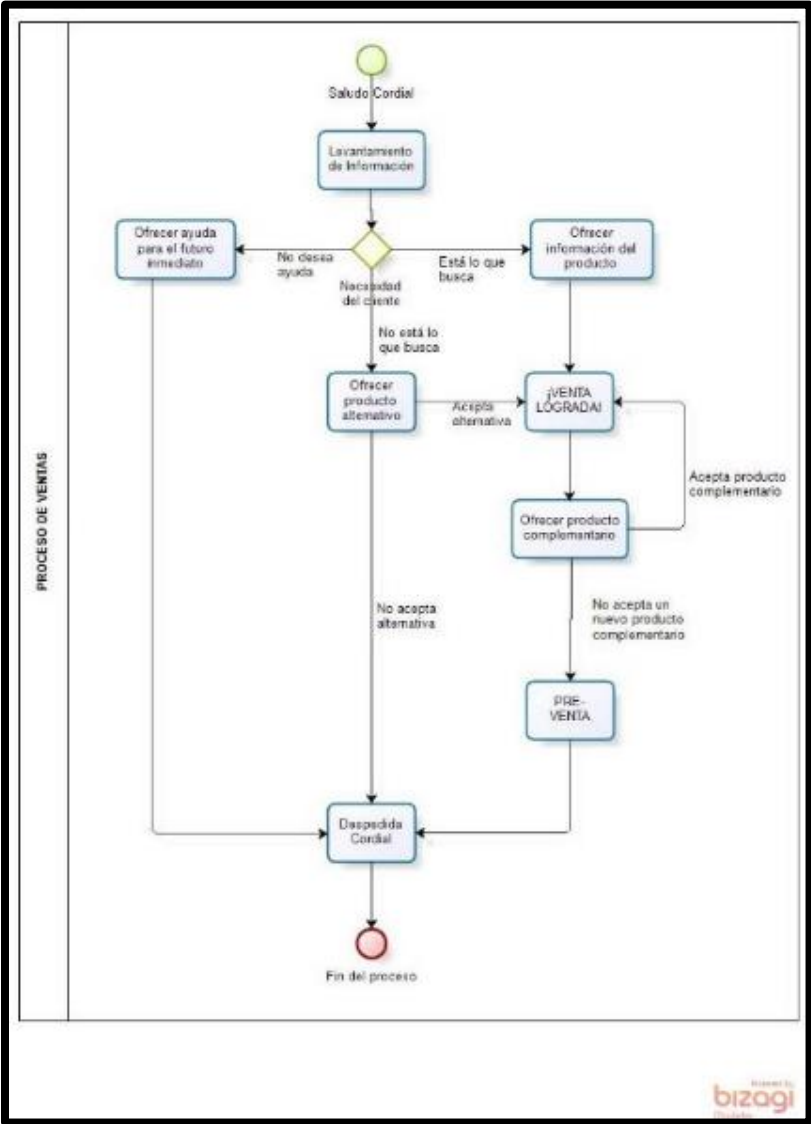 Saludo Cordial
Levantamiento
de Información
Ofrecer ayuda
para el futuro
inmediato
No desea
ayuda
Necesidad
del cliente
Está lo que
busca
Ofrecer
información del
producto
No está lo
que busca
Ofrecer
producto
alternativo
Acepta
alternativa
¡VENTA
LOGRADA!
Acepta producto
complementario
Ofrecer producto
complementario
No acepta
alternativa
No acepta un
nuevo producto
complementario
PRE-
VENTA
Despedida
Cordial
Fin del proceso
PROCESO DE VENTAS
Powered by
bizagi
Modeler